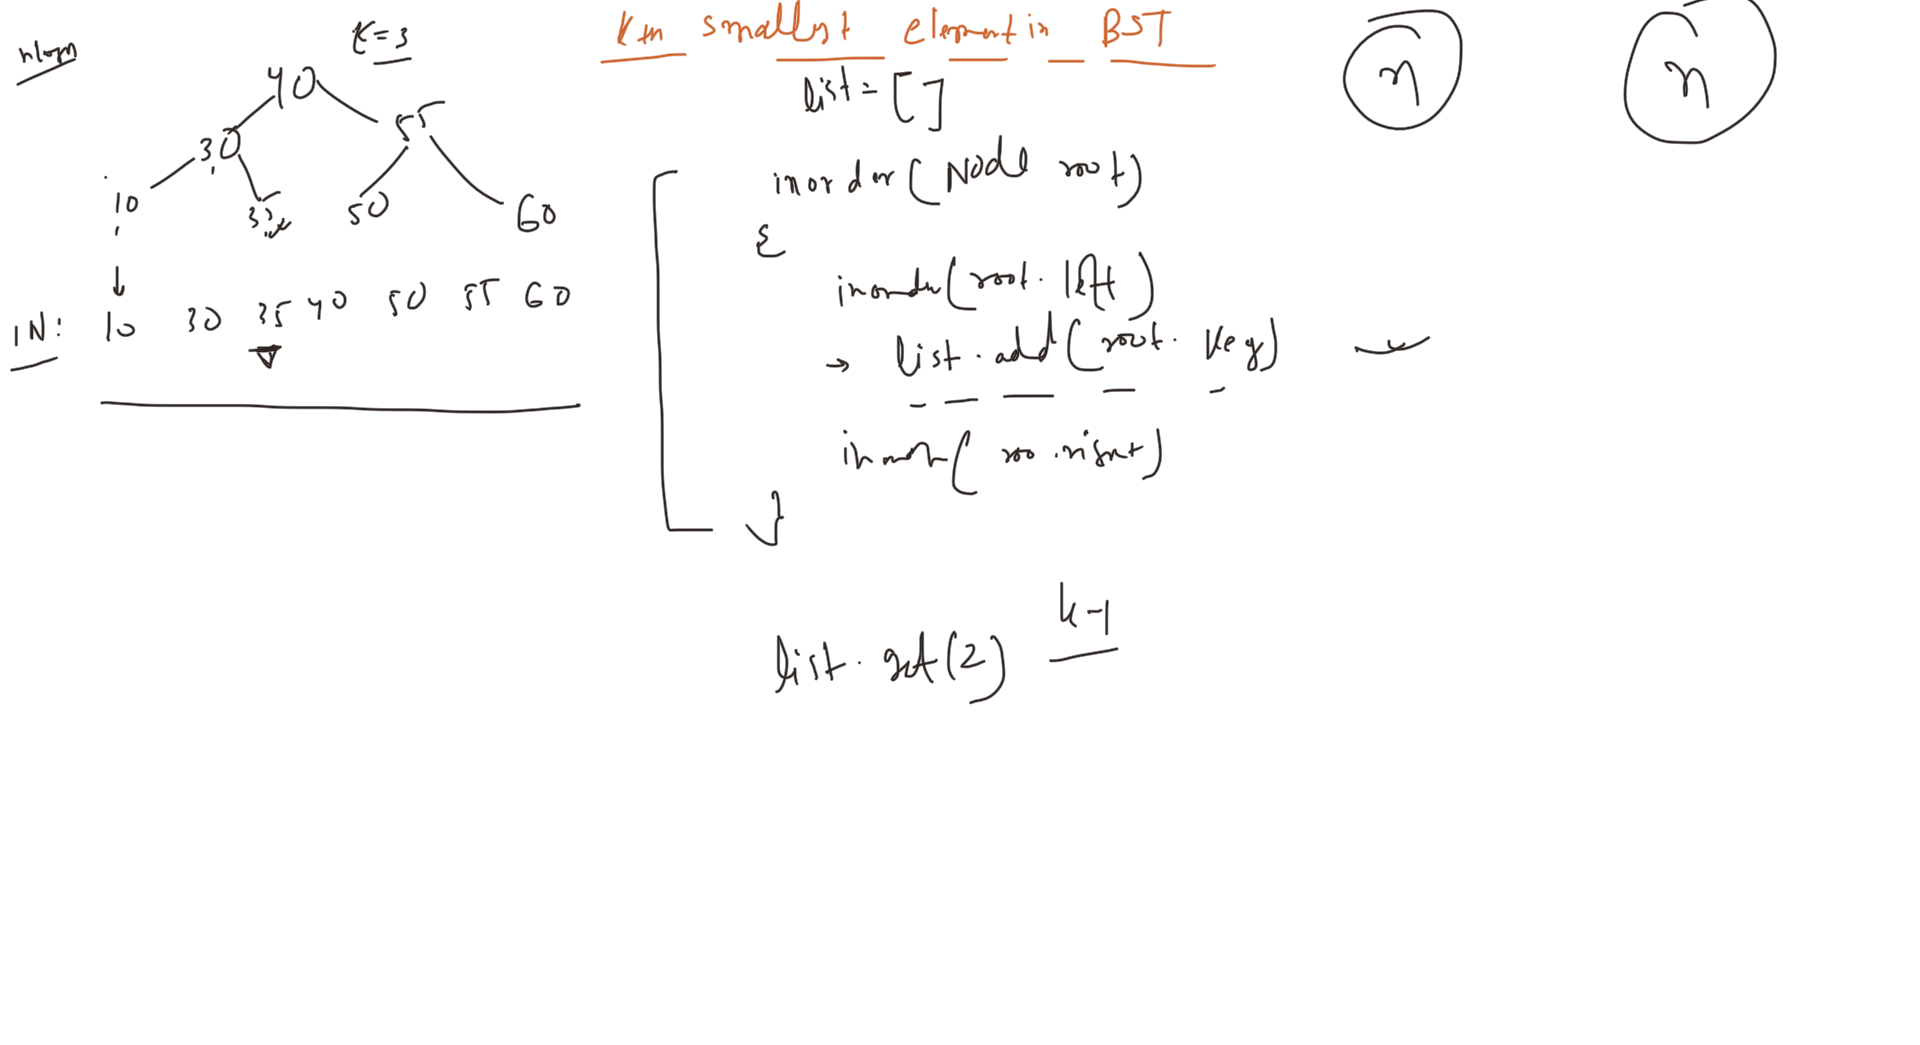 Kth smallest element in BST
nlogn
K=3
40
30 55
10 35 50 60
IN: 10 30 35 40 50 55 60
list = []
n n
inorder(Node root)
{
inorder(root.left)
→ list.add(root.key)
inorder(roo.right)
}
list.get(2) k-1